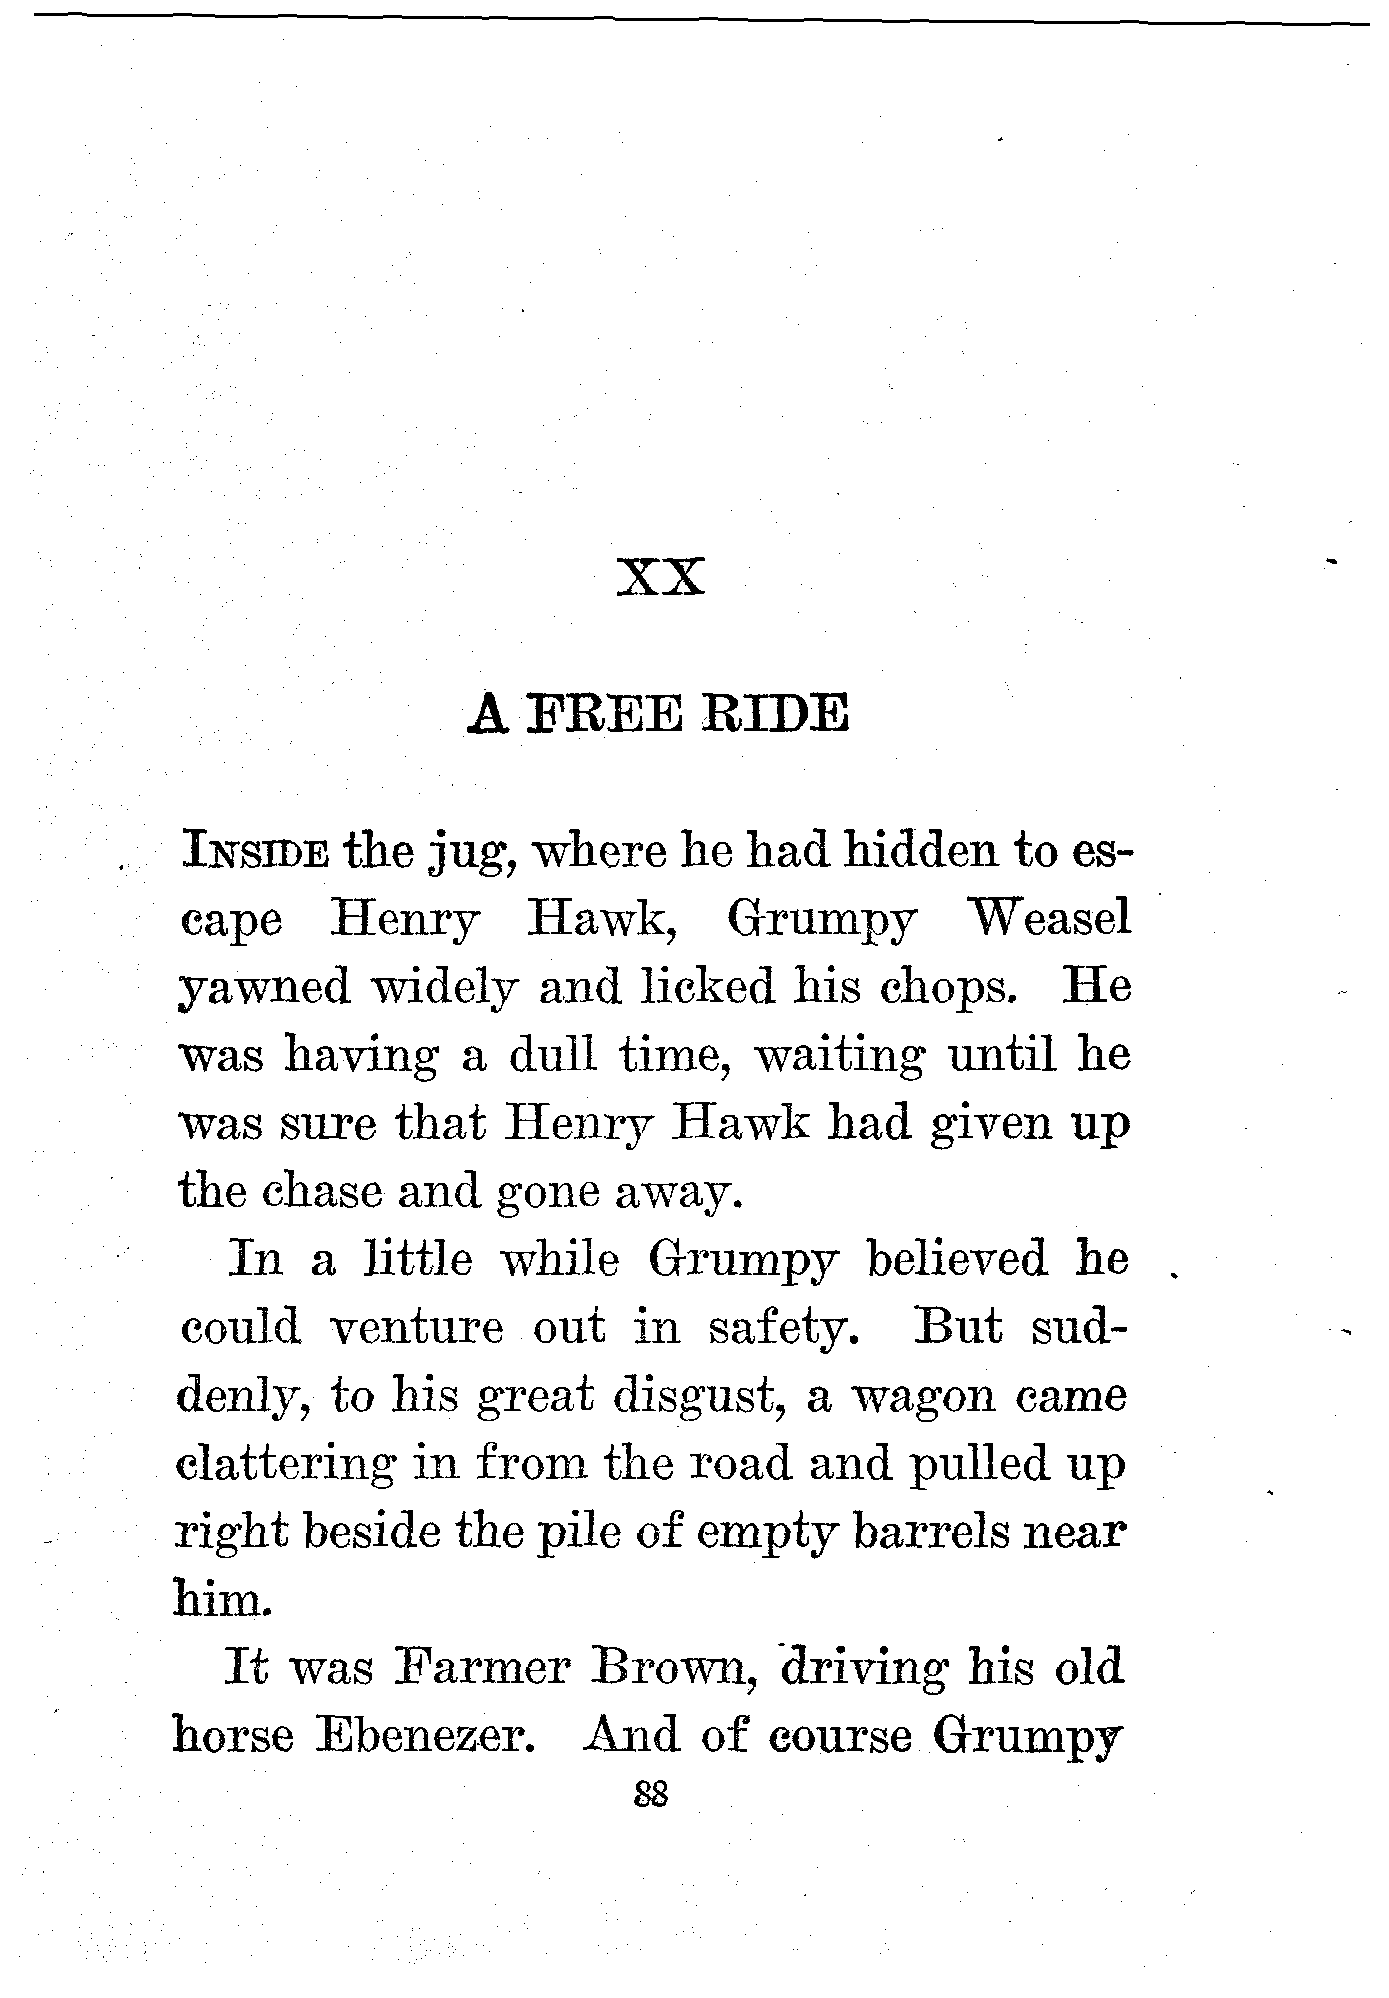 XX
A FREE RIDE
INSIDE the jug, where he had hidden to es-
cape Henry Hawk, Grumpy Weasel
yawned widely and licked his chops. He
was having a dull time, waiting until he
was sure that Henry Hawk had given up
the chase and gone away.
In a little while Grumpy believed he
could venture out in safety. But sud-
denly, to his great disgust, a wagon came
clattering in from the road and pulled up
right beside the pile of empty barrels near
him.
It was Farmer Brown, driving his old
horse Ebenezer. And of course Grumpy
88